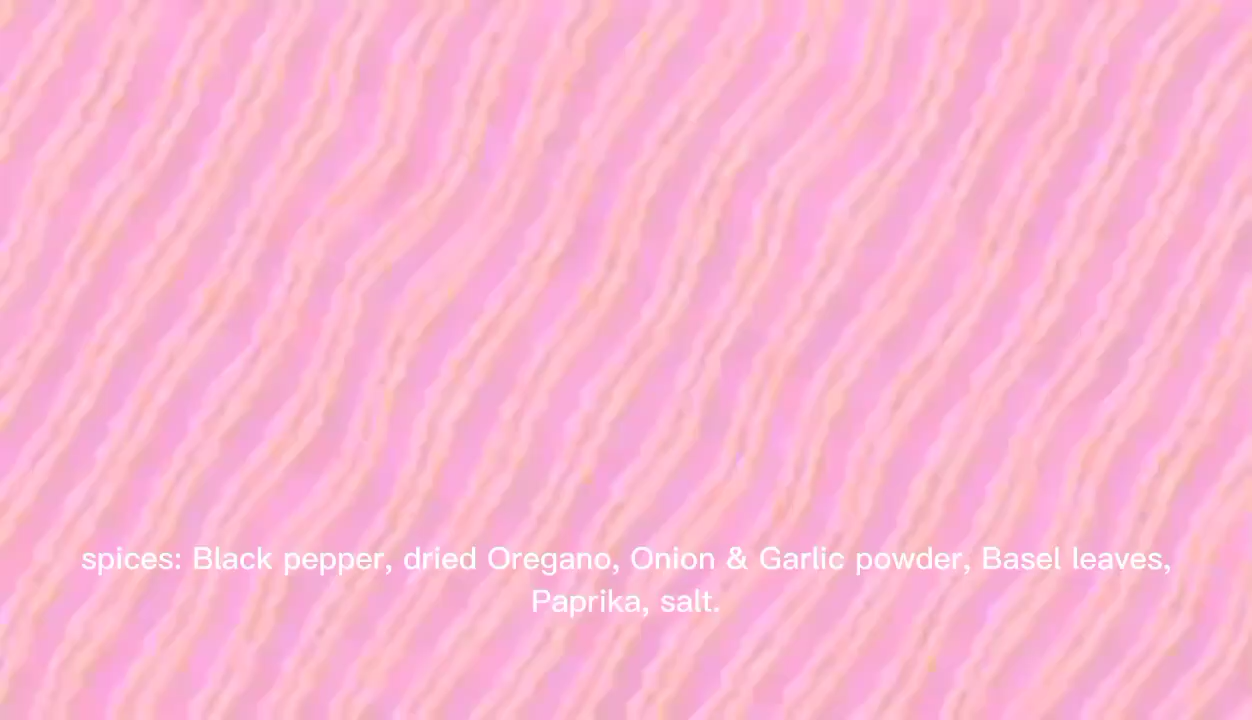 spices: Black pepper, dried Oregano, Onion & Garlic powder, Basel leaves,
Paprika, salt.